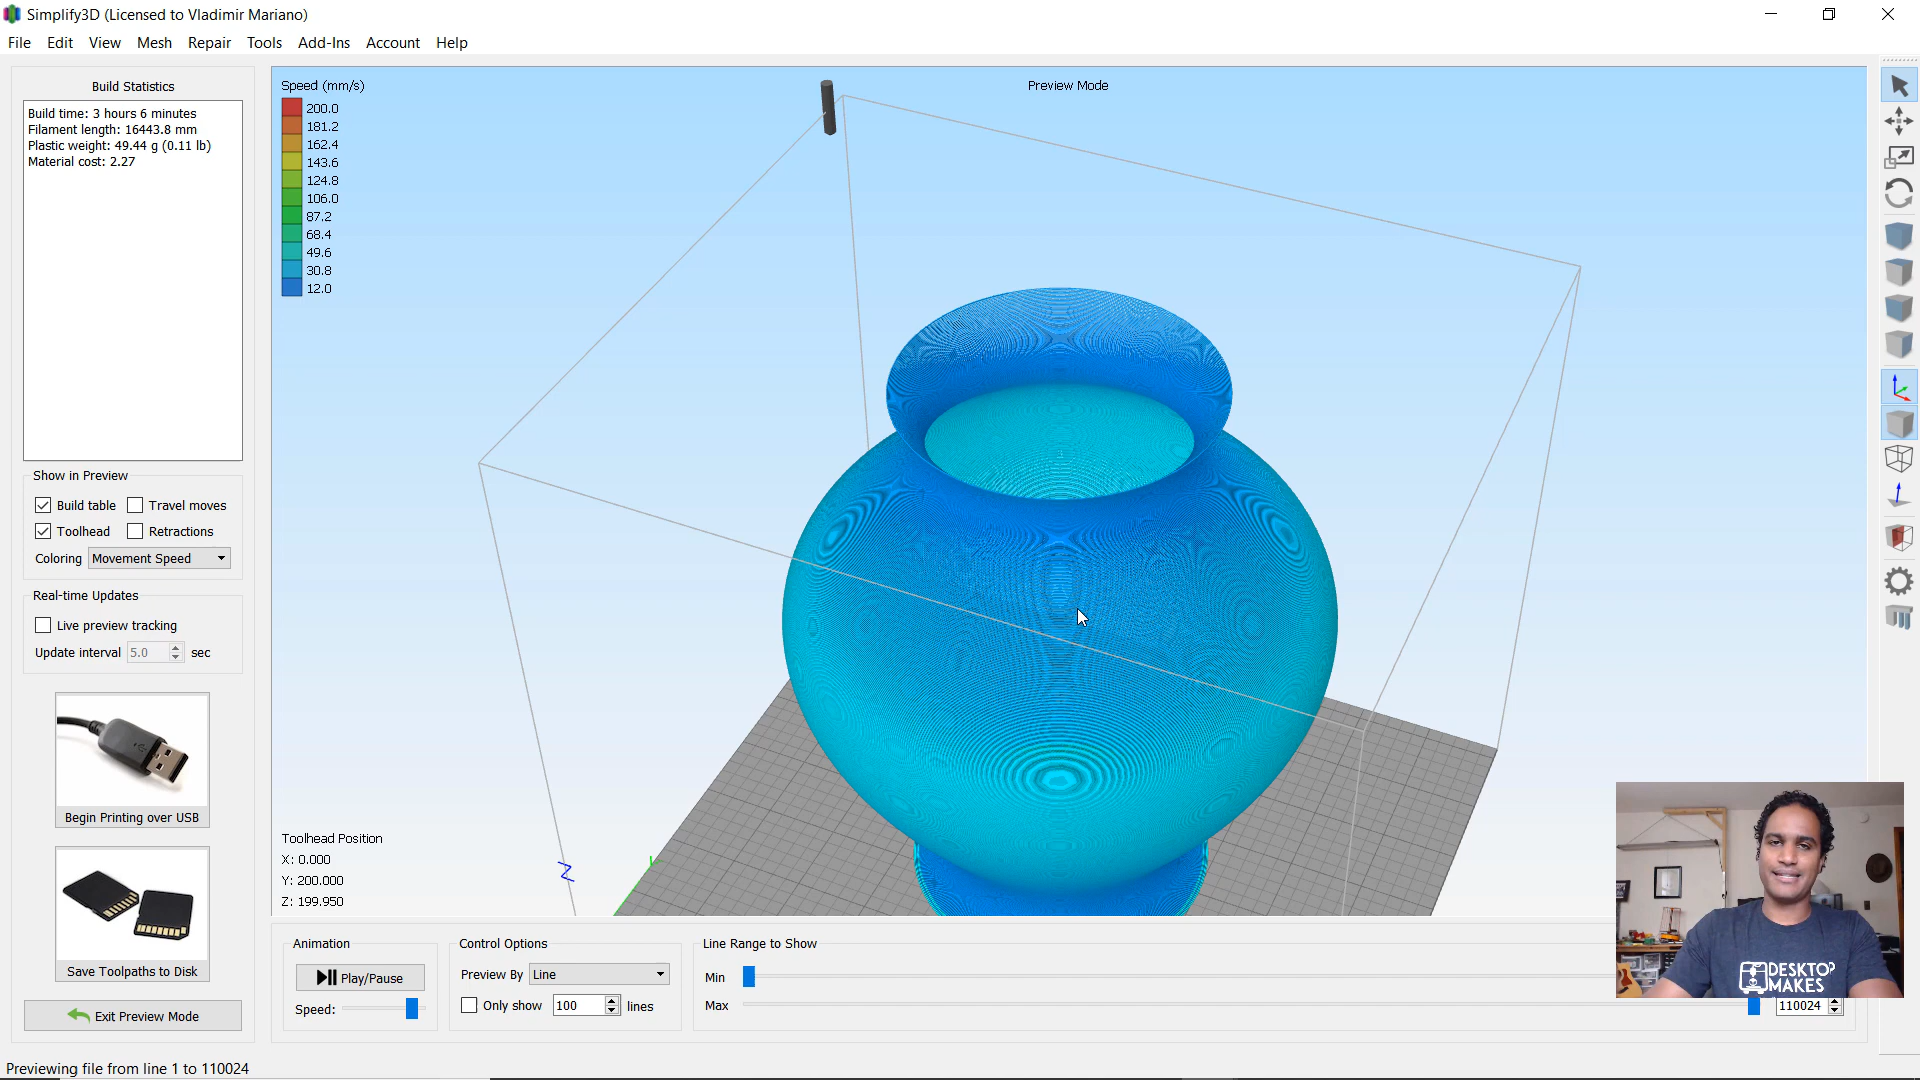 Simplify3D (Licensed to Vladimir Mariano)
File Edit View Mesh Repair Tools Add-Ins Account Help
Build Statistics
Build time: 3 hours 6 minutes
Filament length: 16443.8 mm
Plastic weight: 49.44 g (0.11 lb)
Material cost: 2.27
Show in Preview
Build table Travel moves
Toolhead Retractions
Coloring Movement Speed
Real-time Updates
Live preview tracking
Update interval 5.0 sec
Begin Printing over USB
Save Toolpaths to Disk
Exit Preview Mode
Speed (mm/s)
200.0
181.2
162.4
143.6
124.8
106.0
87.2
68.4
49.6
30.8
12.0
Preview Mode
Z
Y
Toolhead Position
X: 0.000
Y: 200.000
Z: 199.950
Animation
Play/Pause
Speed:
Control Options
Preview By Line
Only show 100 lines
Line Range to Show
Min
Max 110024
DESKTOP
MAKES
Previewing file from line 1 to 110024